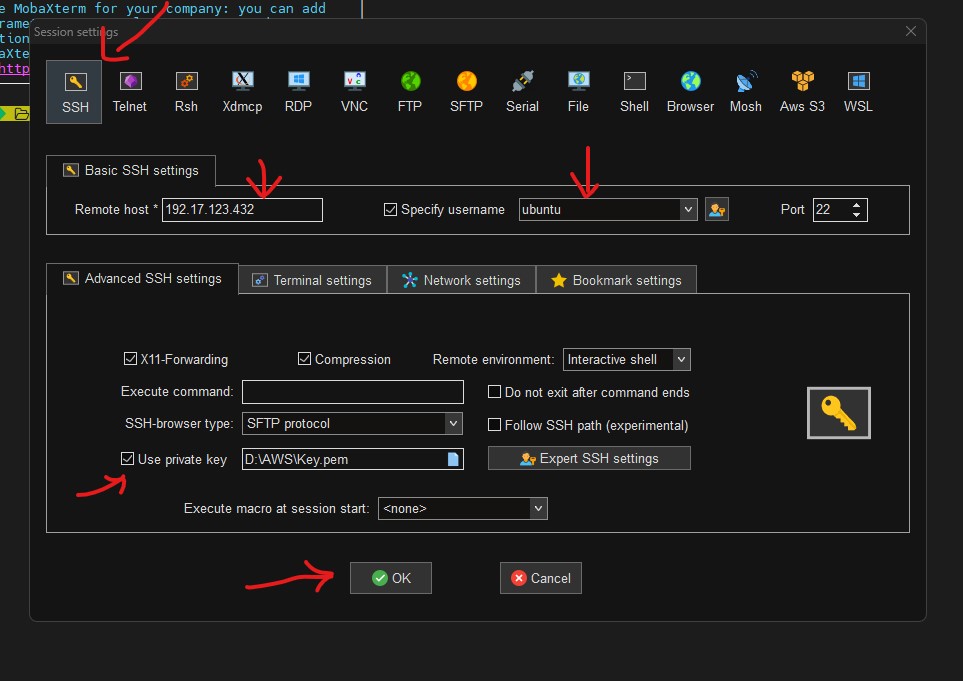 e MobaXterm for your company: you can add
rame
Session settings
tion
aXte
http
SSH Telnet Rsh Xdmcp RDP VNC FTP SFTP Serial File Shell Browser Mosh Aws S3 WSL
Basic SSH settings
Remote host * 192.17.123.432 Specify username ubuntu Port 22
Advanced SSH settings Terminal settings Network settings Bookmark settings
X11-Forwarding Compression Remote environment: Interactive shell
Execute command: Do not exit after command ends
SSH-browser type: SFTP protocol Follow SSH path (experimental)
Use private key D:\AWS\Key.pem Expert SSH settings
Execute macro at session start: <none>
OK Cancel